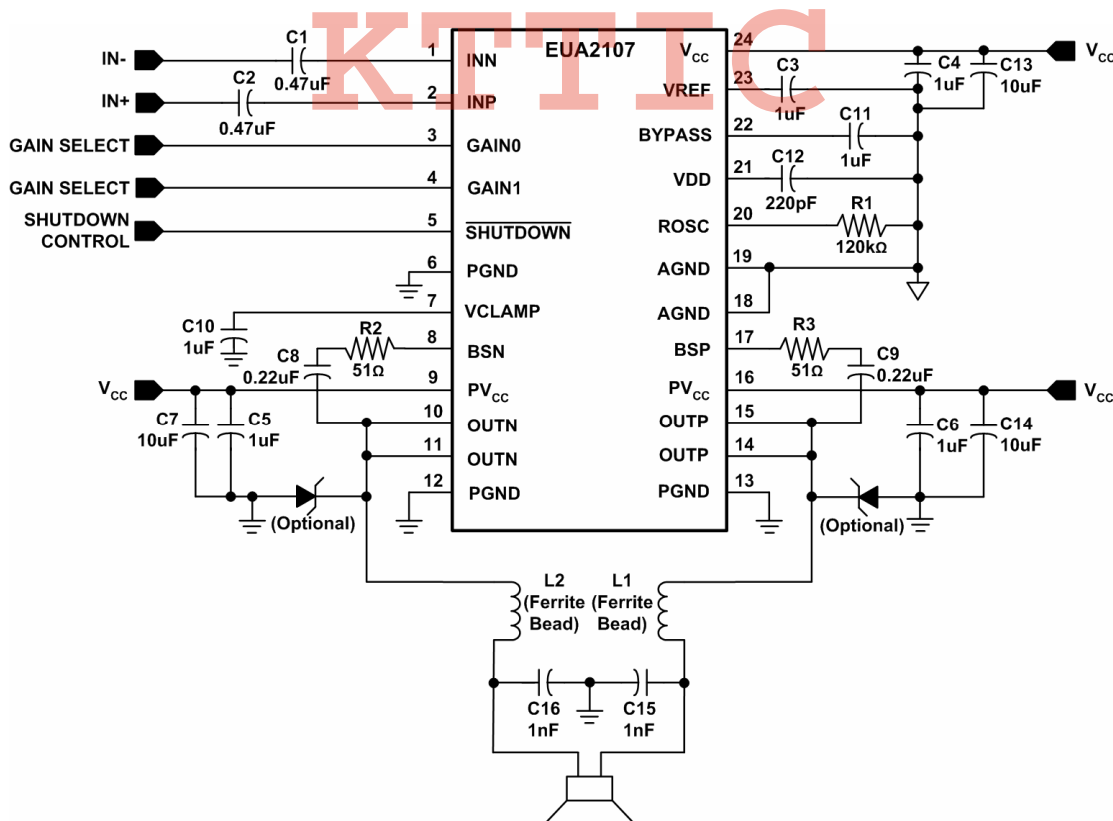 KTTIC
EUA2107
IN-
C1
0.47uF
1
INN
IN+
C2
0.47uF
2
INP
GAIN SELECT
3
GAIN0
GAIN SELECT
4
GAIN1
SHUTDOWN
CONTROL
5
SHUTDOWN
6
PGND
7
VCLAMP
C10
1uF
8
BSN
R2
51Ω
C8
0.22uF
VCC
9
PVCC
C7
10uF
C5
1uF
10
OUTN
11
OUTN
12
PGND
(Optional)
24
VCC
VCC
C4
1uF
C13
10uF
23
VREF
C3
1uF
22
BYPASS
C11
1uF
21
VDD
C12
220pF
20
ROSC
R1
120kΩ
19
AGND
18
AGND
17
BSP
R3
51Ω
C9
0.22uF
16
PVCC
VCC
15
OUTP
C6
1uF
C14
10uF
14
OUTP
13
PGND
(Optional)
L2
(Ferrite
Bead)
L1
(Ferrite
Bead)
C16
1nF
C15
1nF